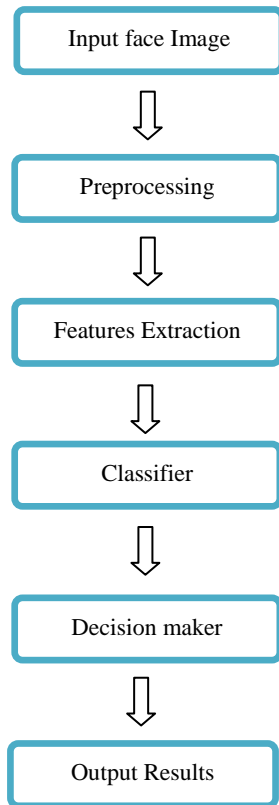 Input face Image
Preprocessing
Features Extraction
Classifier
Decision maker
Output Results